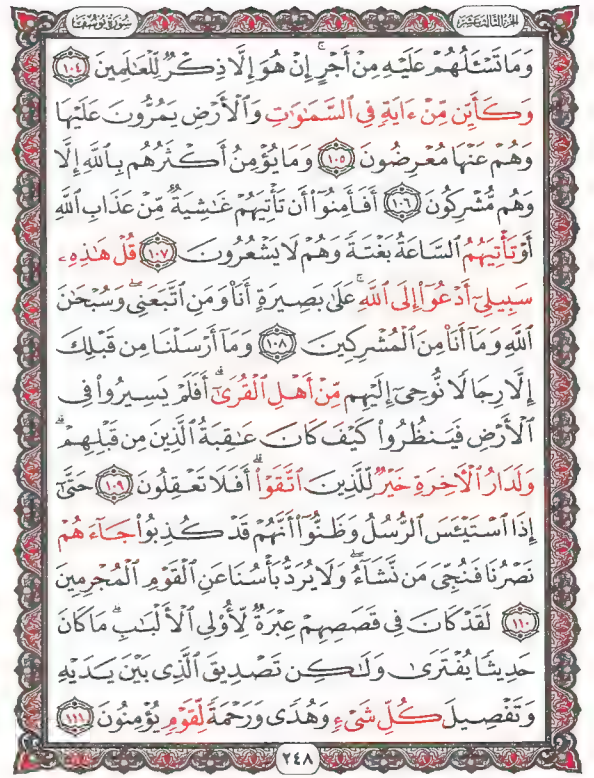 الجزء الثالث عشر
سورة يوسف
وَمَا تَسْـَٔلُهُمْ عَلَيْهِ مِنْ أَجْرٍ ۚ إِنْ هُوَ إِلَّا ذِكْرٌ لِّلْعَـٰلَمِينَ ﴿١٠٤﴾
وَكَأَيِّن مِّنْ ءَايَةٍ فِى ٱلسَّمَـٰوَٰتِ وَٱلْأَرْضِ يَمُرُّونَ عَلَيْهَا
وَهُمْ عَنْهَا مُعْرِضُونَ ﴿١٠٥﴾ وَمَا يُؤْمِنُ أَكْثَرُهُم بِٱللَّهِ إِلَّا
وَهُم مُّشْرِكُونَ ﴿١٠٦﴾ أَفَأَمِنُوٓا۟ أَن تَأْتِيَهُمْ غَـٰشِيَةٌ مِّنْ عَذَابِ ٱللَّهِ
أَوْ تَأْتِيَهُمُ ٱلسَّاعَةُ بَغْتَةً وَهُمْ لَا يَشْعُرُونَ ﴿١٠٧﴾ قُلْ هَـٰذِهِۦ
سَبِيلِىٓ أَدْعُوٓا۟ إِلَى ٱللَّهِ ۚ عَلَىٰ بَصِيرَةٍ أَنَا۠ وَمَنِ ٱتَّبَعَنِى ۖ وَسُبْحَـٰنَ
ٱللَّهِ وَمَآ أَنَا۠ مِنَ ٱلْمُشْرِكِينَ ﴿١٠٨﴾ وَمَآ أَرْسَلْنَا مِن قَبْلِكَ
إِلَّا رِجَالًا نُّوحِىٓ إِلَيْهِم مِّنْ أَهْلِ ٱلْقُرَىٰٓ ۗ أَفَلَمْ يَسِيرُوا۟ فِى
ٱلْأَرْضِ فَيَنظُرُوا۟ كَيْفَ كَانَ عَـٰقِبَةُ ٱلَّذِينَ مِن قَبْلِهِمْ ۗ
وَلَدَارُ ٱلْـَٔاخِرَةِ خَيْرٌ لِّلَّذِينَ ٱتَّقَوْا۟ ۗ أَفَلَا تَعْقِلُونَ ﴿١٠٩﴾ حَتَّىٰٓ
إِذَا ٱسْتَيْـَٔسَ ٱلرُّسُلُ وَظَنُّوٓا۟ أَنَّهُمْ قَدْ كُذِبُوا۟ جَآءَهُمْ
نَصْرُنَا فَنُجِّىَ مَن نَّشَآءُ ۖ وَلَا يُرَدُّ بَأْسُنَا عَنِ ٱلْقَوْمِ ٱلْمُجْرِمِينَ
﴿١١٠﴾ لَقَدْ كَانَ فِى قَصَصِهِمْ عِبْرَةٌ لِّأُو۟لِى ٱلْأَلْبَـٰبِ ۗ مَا كَانَ
حَدِيثًا يُفْتَرَىٰ وَلَـٰكِن تَصْدِيقَ ٱلَّذِى بَيْنَ يَدَيْهِ
وَتَفْصِيلَ كُلِّ شَىْءٍ وَهُدًى وَرَحْمَةً لِّقَوْمٍ يُؤْمِنُونَ ﴿١١١﴾
٢٤٨